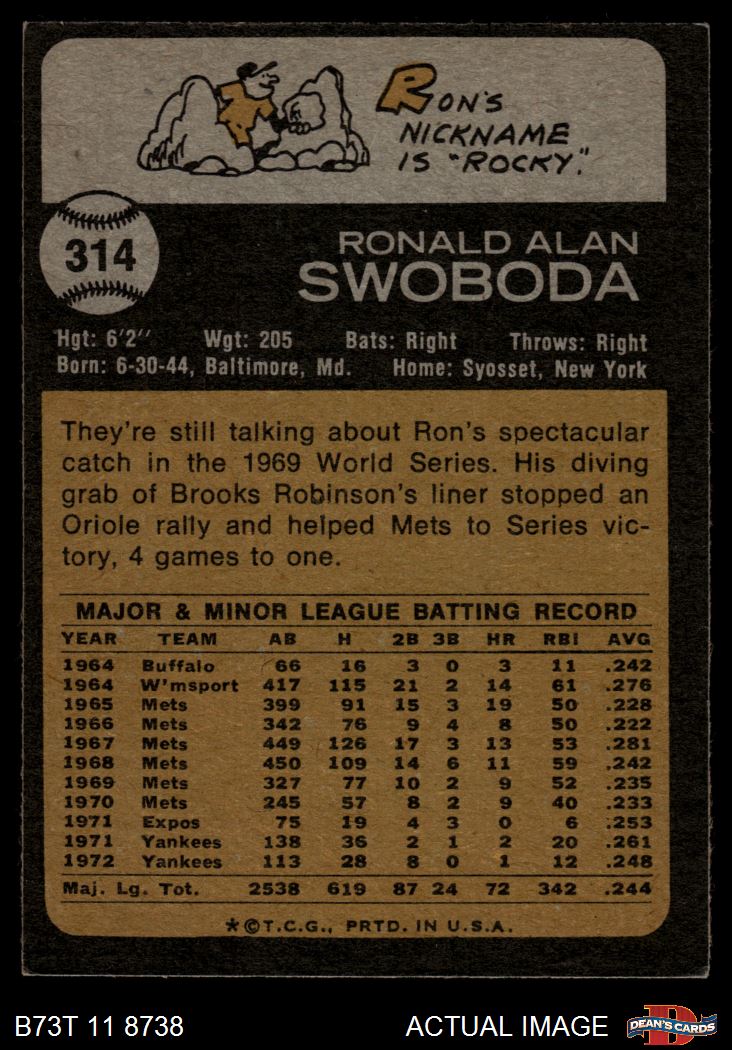 RON'S
NICKNAME
IS "ROCKY."
314
RONALD ALAN
SWOBODA
Hgt: 6'2'' Wgt: 205 Bats: Right Throws: Right
Born: 6-30-44, Baltimore, Md. Home: Syosset, New York
They're still talking about Ron's spectacular
catch in the 1969 World Series. His diving
grab of Brooks Robinson's liner stopped an
Oriole rally and helped Mets to Series vic-
tory, 4 games to one.
MAJOR & MINOR LEAGUE BATTING RECORD
YEAR TEAM AB H 2B 3B HR RBI AVG
1964 Buffalo 66 16 3 0 3 11 .242
1964 W'msport 417 115 21 2 14 61 .276
1965 Mets 399 91 15 3 19 50 .228
1966 Mets 342 76 9 4 8 50 .222
1967 Mets 449 126 17 3 13 53 .281
1968 Mets 450 109 14 6 11 59 .242
1969 Mets 327 77 10 2 9 52 .235
1970 Mets 245 57 8 2 9 40 .233
1971 Expos 75 19 4 3 0 6 .253
1971 Yankees 138 36 2 1 2 20 .261
1972 Yankees 113 28 8 0 1 12 .248
Maj. Lg. Tot. 2538 619 87 24 72 342 .244
*©T.C.G., PRTD. IN U.S.A.
B73T 11 8738 ACTUAL IMAGE
D
DEAN'S CARDS